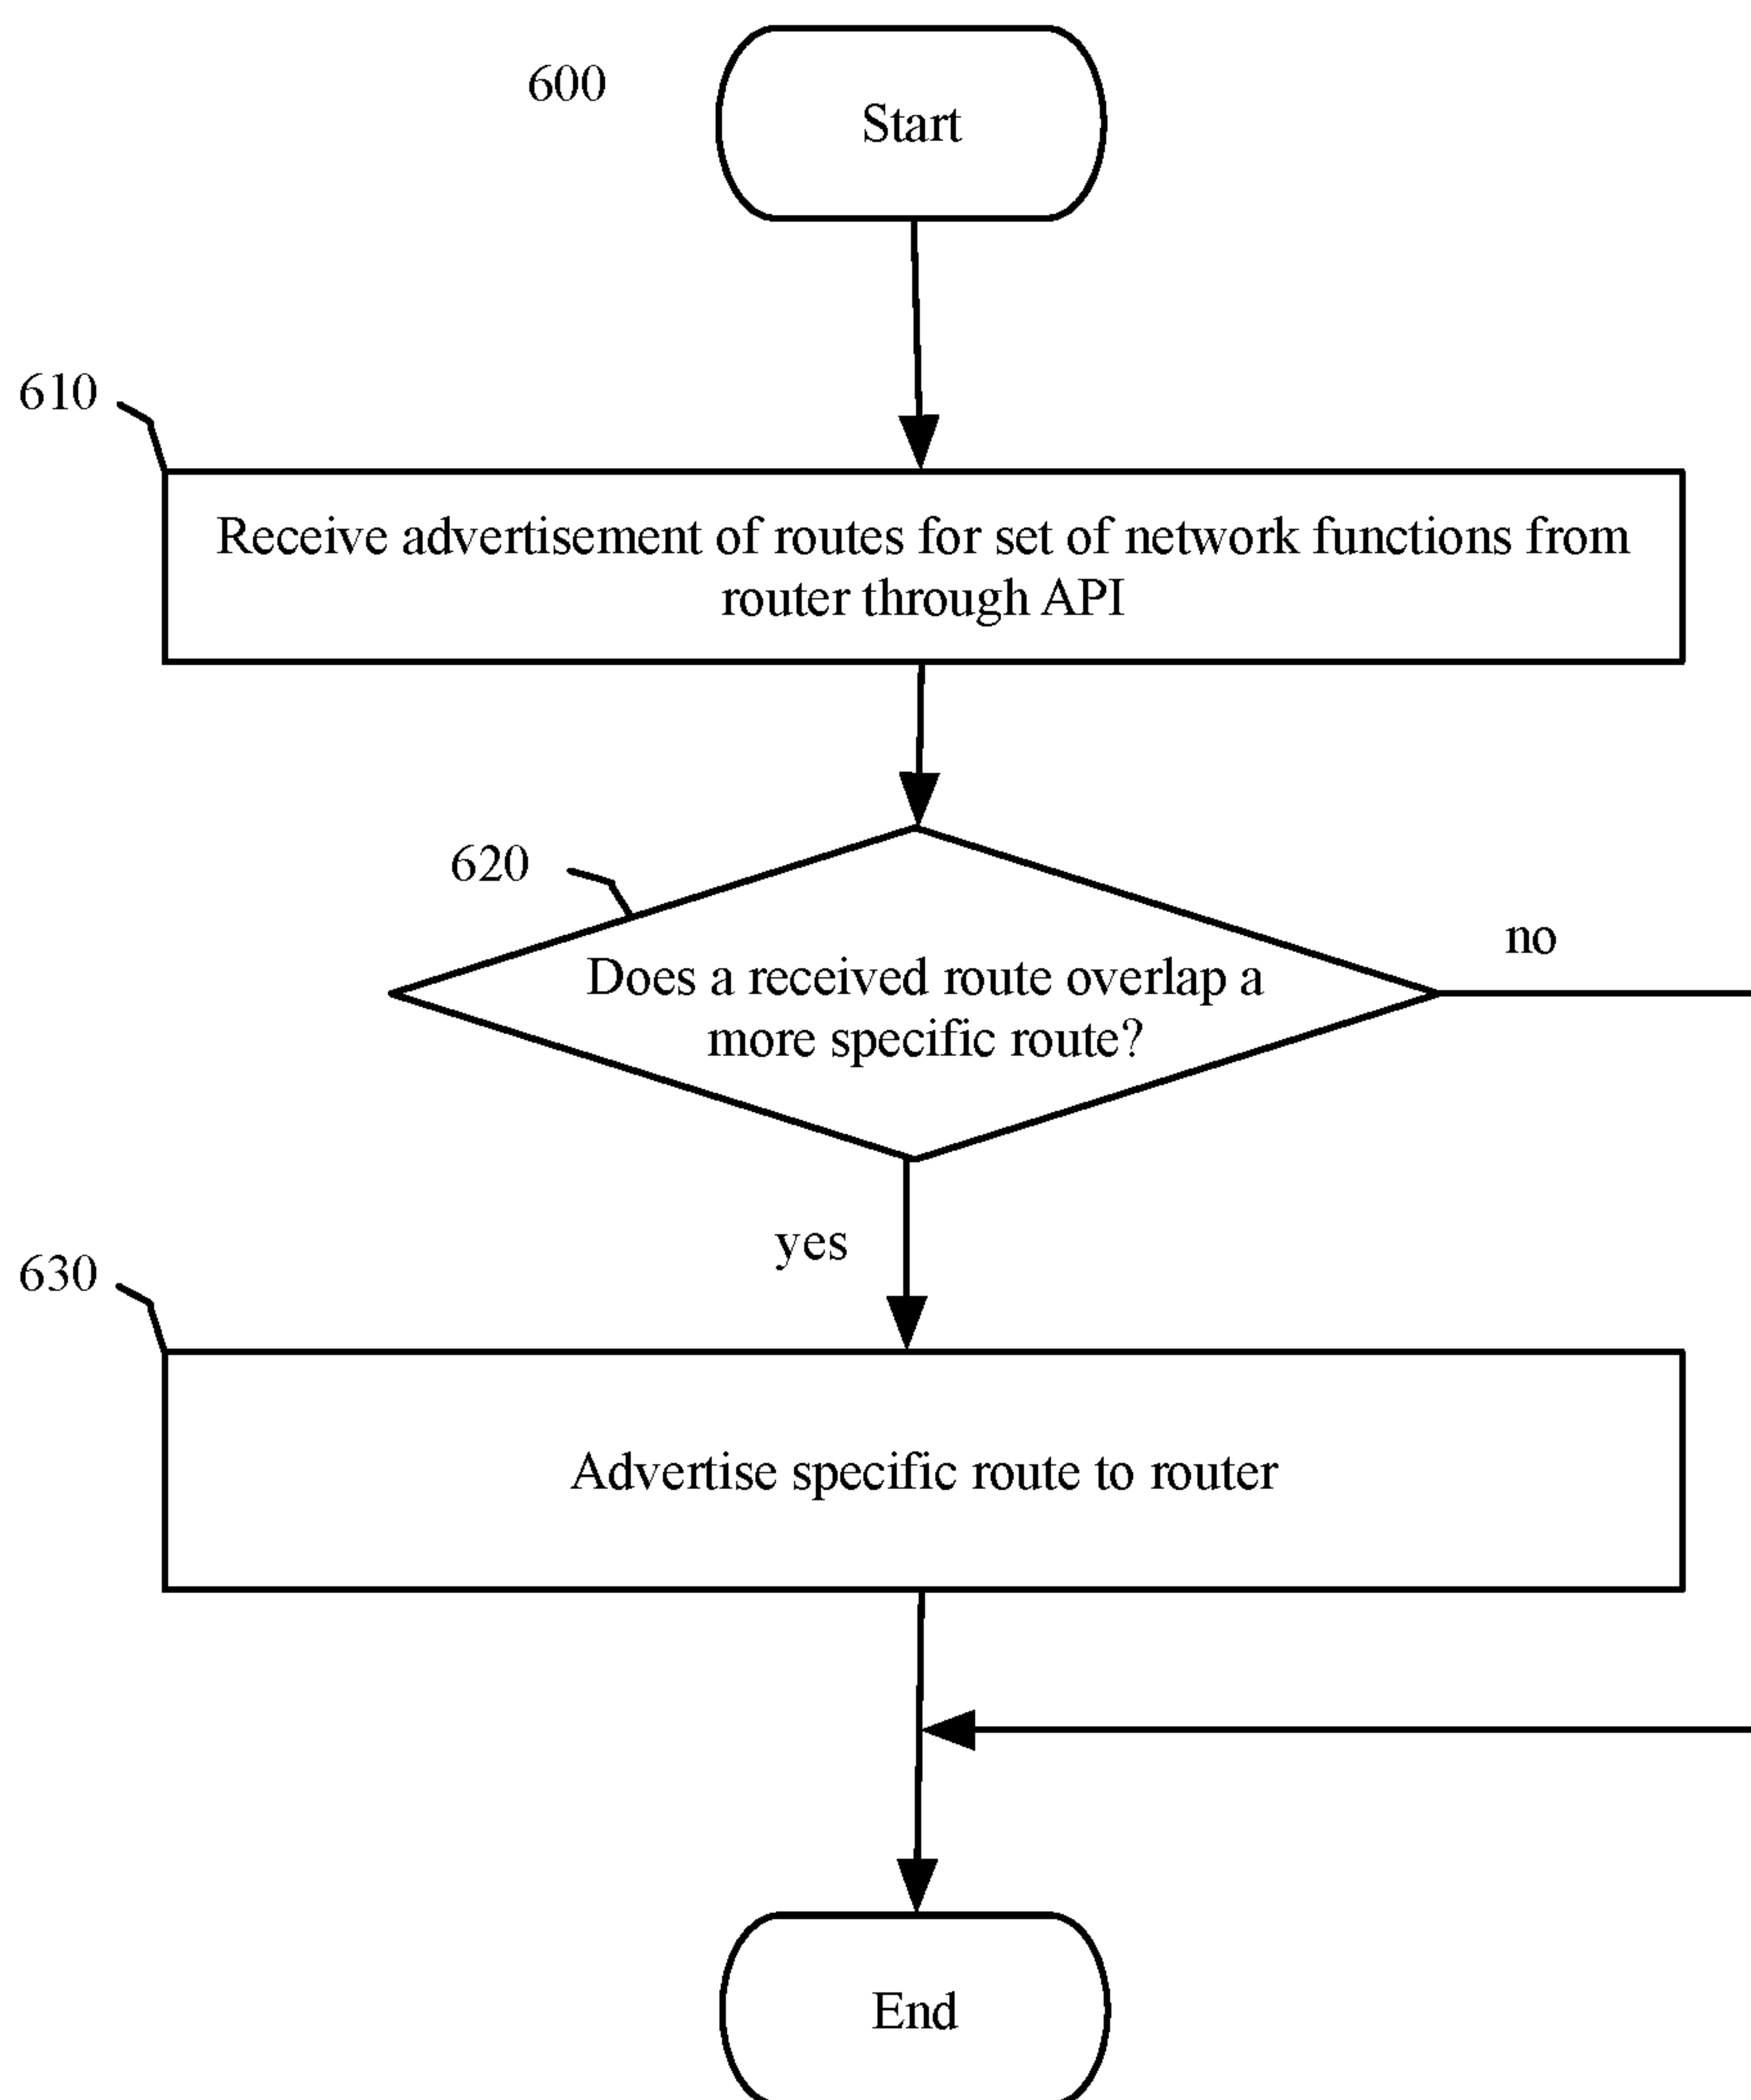 600
Start
610
Receive advertisement of routes for set of network functions from
router through API
620
Does a received route overlap a
more specific route?
no
yes
630
Advertise specific route to router
End